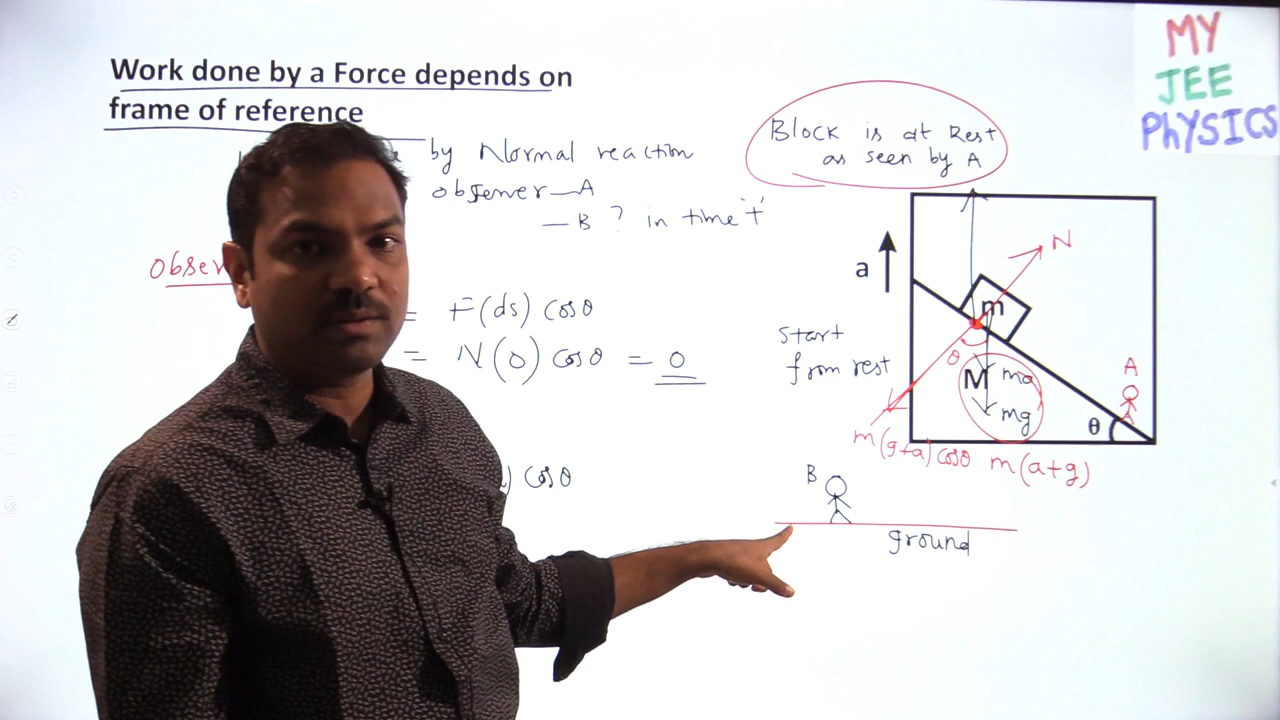 Work done by a Force depends on
frame of reference
by Normal reaction
observer—A
— B ? in time 't'
Obser
= F(ds) cosθ
= N(0) cosθ = 0
) cosθ
Block is at Rest
as seen by A
MY
JEE
PHYSICS
a
N
m
start
from rest
θ
M
ma
mg
A
θ
m(g+a) cosθ
m(a+g)
B
ground